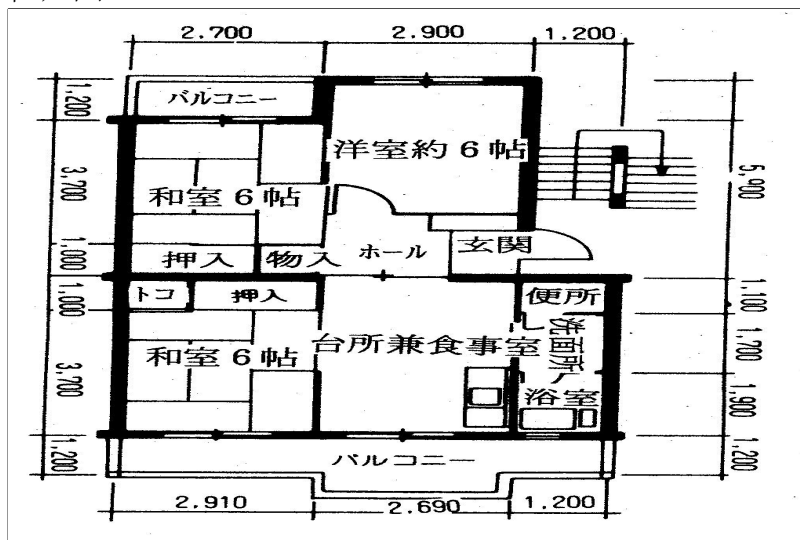 2.700
2.900
1.200
バルコニー
1.200
洋室約6帖
3.700
和室6帖
5.900
ホール
玄関
1.000
押入
物入
1.000
トコ
押入
便所
1.100
和室6帖
台所兼食事室
洗面所
1.700
3.700
浴室
1.900
バルコニー
1.200
1.200
2.910
2.690
1.200